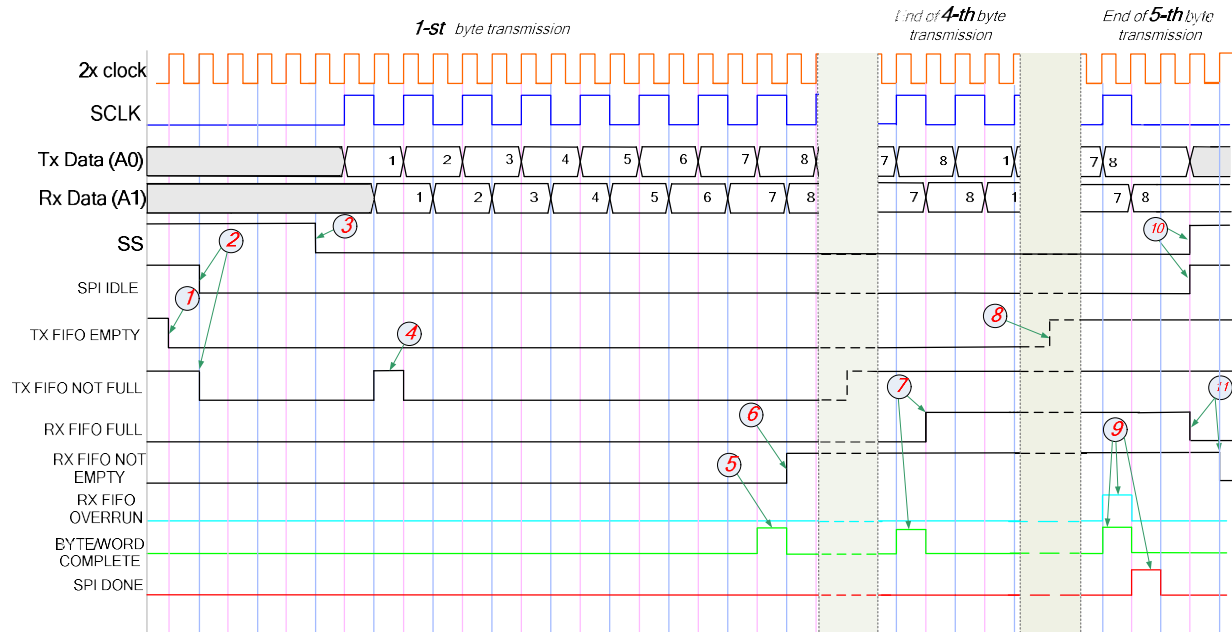 1-st byte transmission
End of 4-th byte
transmission
End of 5-th byte
transmission
2x clock
SCLK
Tx Data (A0)
1 2 3 4 5 6 7 8 7 8 1 7 8
Rx Data (A1)
1 2 3 4 5 6 7 8 7 8 1 7 8
SS
2
3
10
SPI IDLE
1
TX FIFO EMPTY
4
8
TX FIFO NOT FULL
7
11
RX FIFO FULL
6
9
RX FIFO NOT
EMPTY
5
RX FIFO
OVERRUN
BYTE/WORD
COMPLETE
SPI DONE